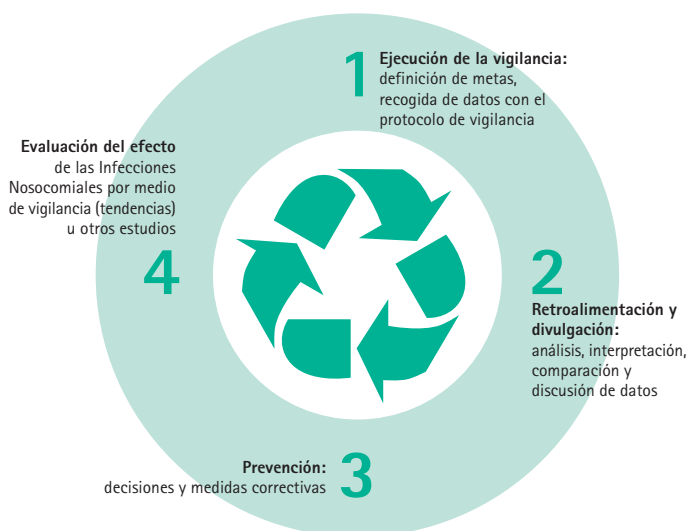 1
Ejecución de la vigilancia:
definición de metas,
recogida de datos con el
protocolo de vigilancia
2
Retroalimentación y
divulgación:
análisis, interpretación,
comparación y
discusión de datos
3
Prevención:
decisiones y medidas correctivas
Evaluación del efecto
de las Infecciones
Nosocomiales por medio
de vigilancia (tendencias)
u otros estudios
4